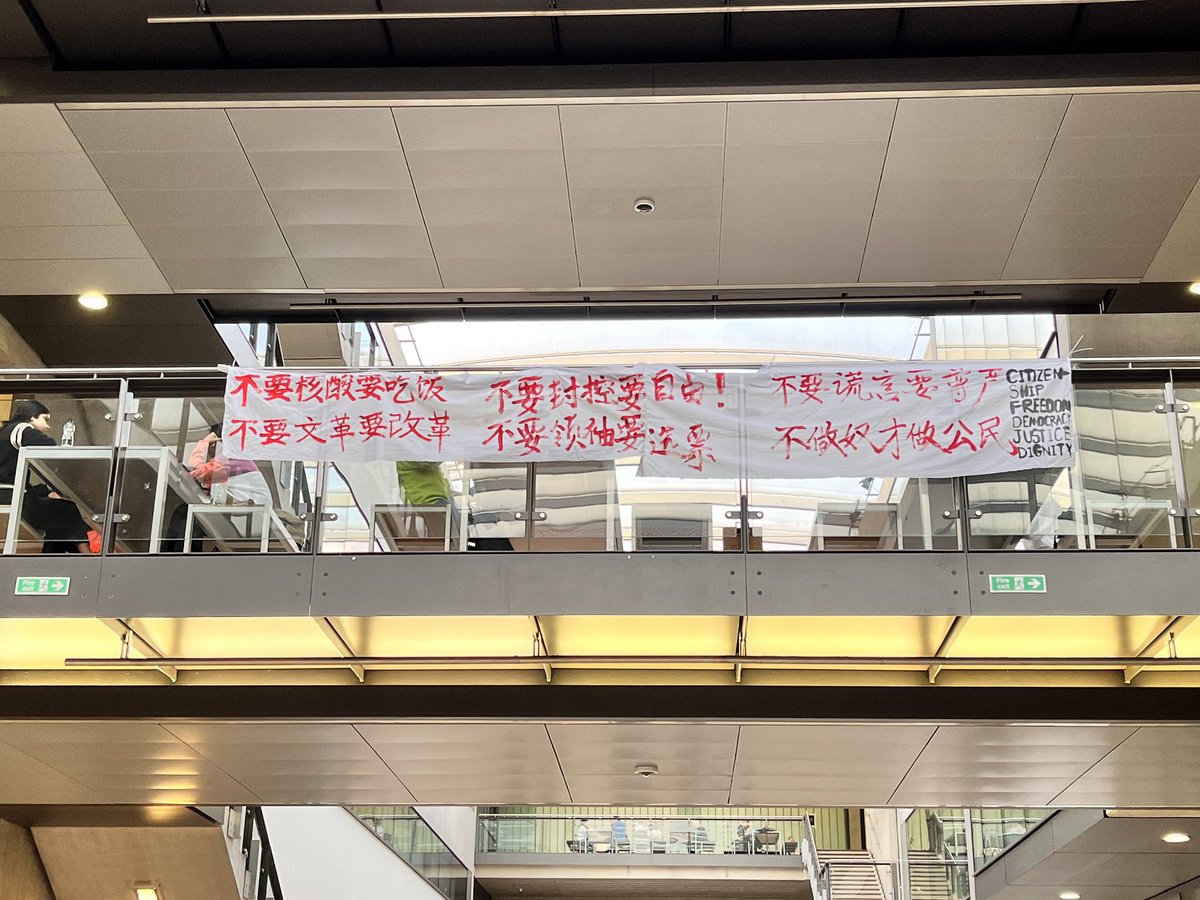 不要核酸要吃饭 不要封控要自由!
不要文革要改革 不要领袖要选票
不要谎言要尊严
不做奴才做公民
CITIZEN-
SHIP
FREEDOM
DEMOCRACY
JUSTICE
DIGNITY
Fire
exit
Fire
exit